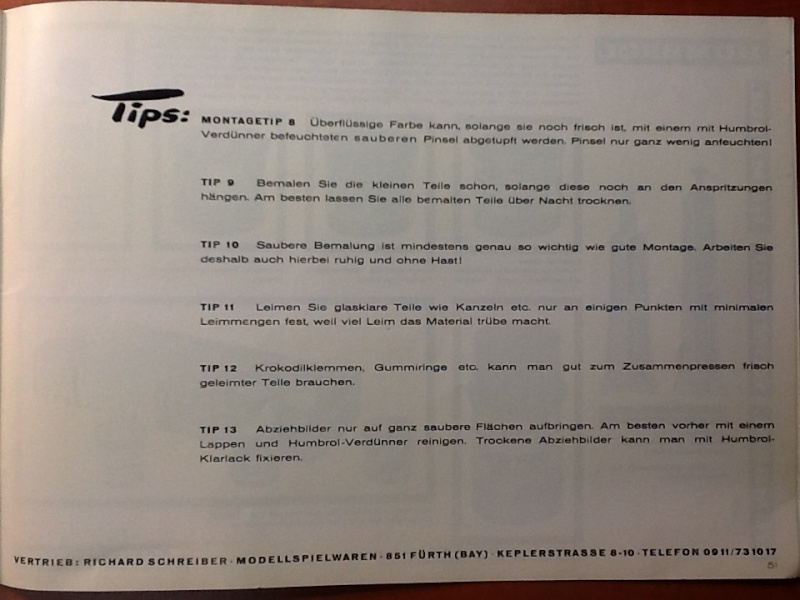 Tips:
MONTAGETIP 8 Überflüssige Farbe kann, solange sie noch frisch ist, mit einem mit Humbrol-
Verdünner befeuchteten sauberen Pinsel abgetupft werden. Pinsel nur ganz wenig anfeuchten!
TIP 9 Bemalen Sie die kleinen Teile schon, solange diese noch an den Anspritzungen
hängen. Am besten lassen Sie alle bemalten Teile über Nacht trocknen.
TIP 10 Saubere Bemalung ist mindestens genau so wichtig wie gute Montage. Arbeiten Sie
deshalb auch hierbei ruhig und ohne Hast!
TIP 11 Leimen Sie glasklare Teile wie Kanzeln etc. nur an einigen Punkten mit minimalen
Leimmengen fest, weil viel Leim das Material trübe macht.
TIP 12 Krokodilklemmen, Gummiringe etc. kann man gut zum Zusammenpressen frisch
geleimter Teile brauchen.
TIP 13 Abziehbilder nur auf ganz saubere Flächen aufbringen. Am besten vorher mit einem
Lappen und Humbrol-Verdünner reinigen. Trockene Abziehbilder kann man mit Humbrol-
Klarlack fixieren.
VERTRIEB: RICHARD SCHREIBER · MODELLSPIELWAREN · 851 FÜRTH (BAY) · KEPLERSTRASSE 8-10 · TELEFON 0911/731017
51